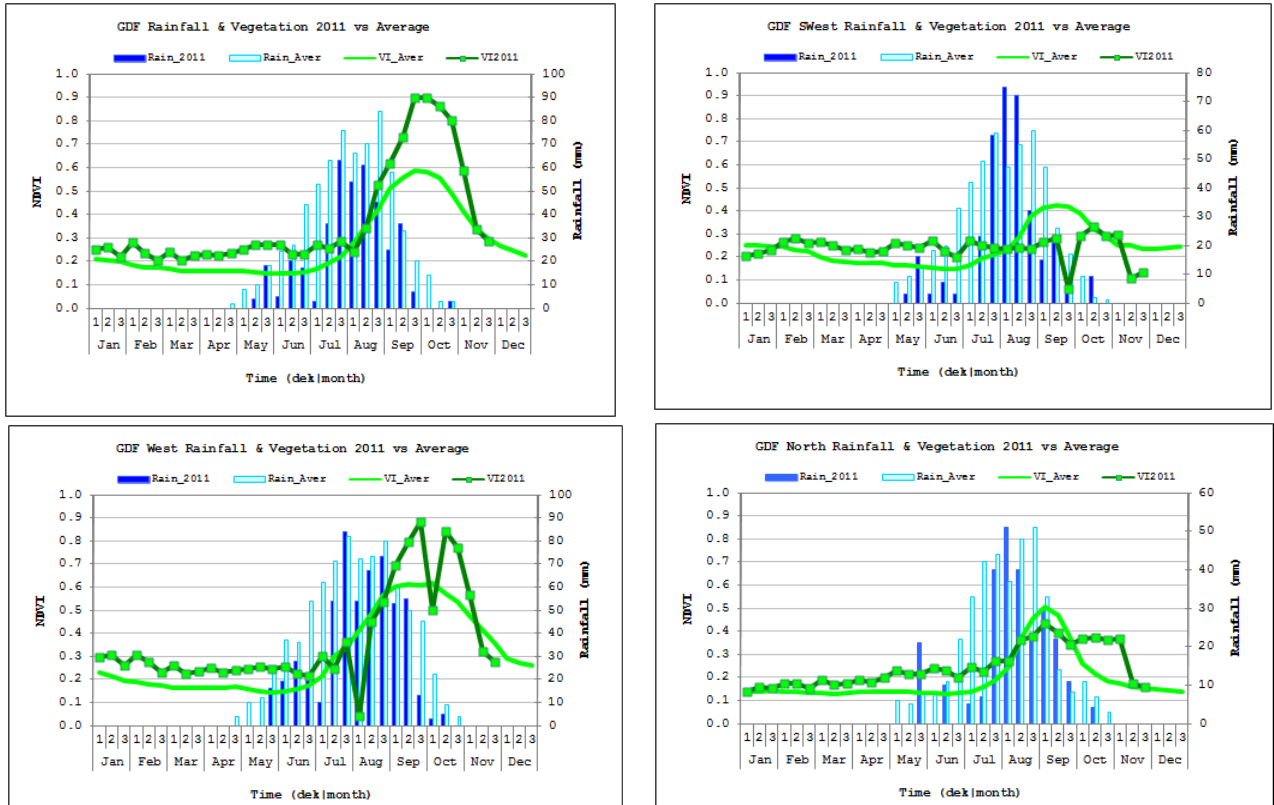 GDF Rainfall & Vegetation 2011 vs Average
Rain_2011 Rain_Aver VI_Aver VI2011
1.0 100
0.9 90
0.8 80
0.7 70
0.6 60
0.5 50
0.4 40
0.3 30
0.2 20
0.1 10
0.0 0
NDVI
Rainfall (mm)
1 2 3 1 2 3 1 2 3 1 2 3 1 2 3 1 2 3 1 2 3 1 2 3 1 2 3 1 2 3 1 2 3 1 2 3
Jan Feb Mar Apr May Jun Jul Aug Sep Oct Nov Dec
Time (dek|month)
GDF SWest Rainfall & Vegetation 2011 vs Average
Rain_2011 Rain_Aver VI_Aver VI2011
1.0 80
0.9
0.8 70
0.7 60
0.6 50
0.5 40
0.4 30
0.3
0.2 20
0.1 10
0.0 0
NDVI
Rainfall (mm)
1 2 3 1 2 3 1 2 3 1 2 3 1 2 3 1 2 3 1 2 3 1 2 3 1 2 3 1 2 3 1 2 3 1 2 3
Jan Feb Mar Apr May Jun Jul Aug Sep Oct Nov Dec
Time (dek|month)
GDF West Rainfall & Vegetation 2011 vs Average
Rain_2011 Rain_Aver VI_Aver VI2011
1.0 100
0.9 90
0.8 80
0.7 70
0.6 60
0.5 50
0.4 40
0.3 30
0.2 20
0.1 10
0.0 0
NDVI
Rainfall (mm)
1 2 3 1 2 3 1 2 3 1 2 3 1 2 3 1 2 3 1 2 3 1 2 3 1 2 3 1 2 3 1 2 3 1 2 3
Jan Feb Mar Apr May Jun Jul Aug Sep Oct Nov Dec
Time (dek|month)
GDF North Rainfall & Vegetation 2011 vs Average
Rain_2011 Rain_Aver VI_Aver VI2011
1.0 60
0.9
0.8 50
0.7 40
0.6
0.5 30
0.4
0.3 20
0.2 10
0.1
0.0 0
NDVI
Rainfall (mm)
1 2 3 1 2 3 1 2 3 1 2 3 1 2 3 1 2 3 1 2 3 1 2 3 1 2 3 1 2 3 1 2 3 1 2 3
Jan Feb Mar Apr May Jun Jul Aug Sep Oct Nov Dec
Time (dek|month)